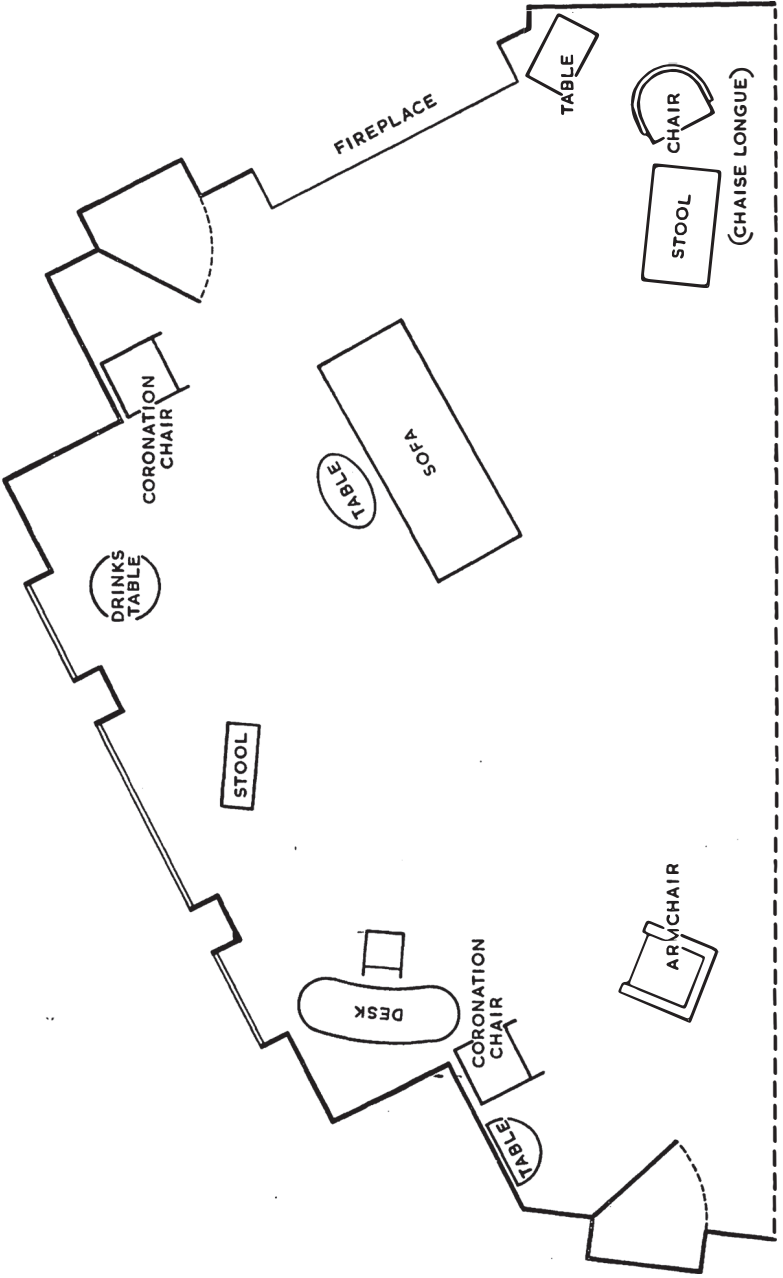 FIREPLACE
TABLE
CHAIR
(CHAISE LONGUE)
STOOL
CORONATION
CHAIR
SOFA
TABLE
DRINKS
TABLE
STOOL
ARMCHAIR
DESK
CORONATION
CHAIR
TABLE